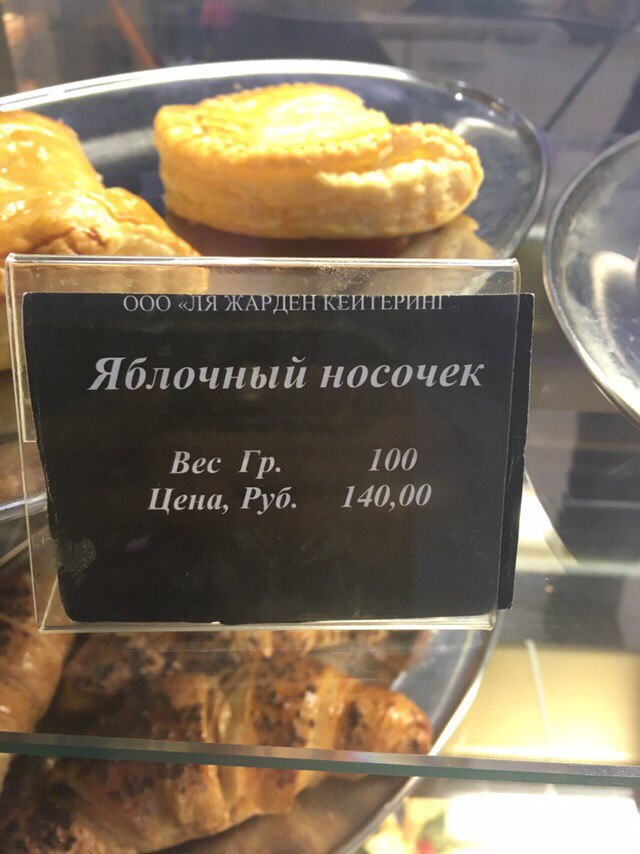 ООО «ЛЯ ЖАРДЕН КЕЙТЕРИНГ
Яблочный носочек
Вес Гр. 100
Цена, Руб. 140,00